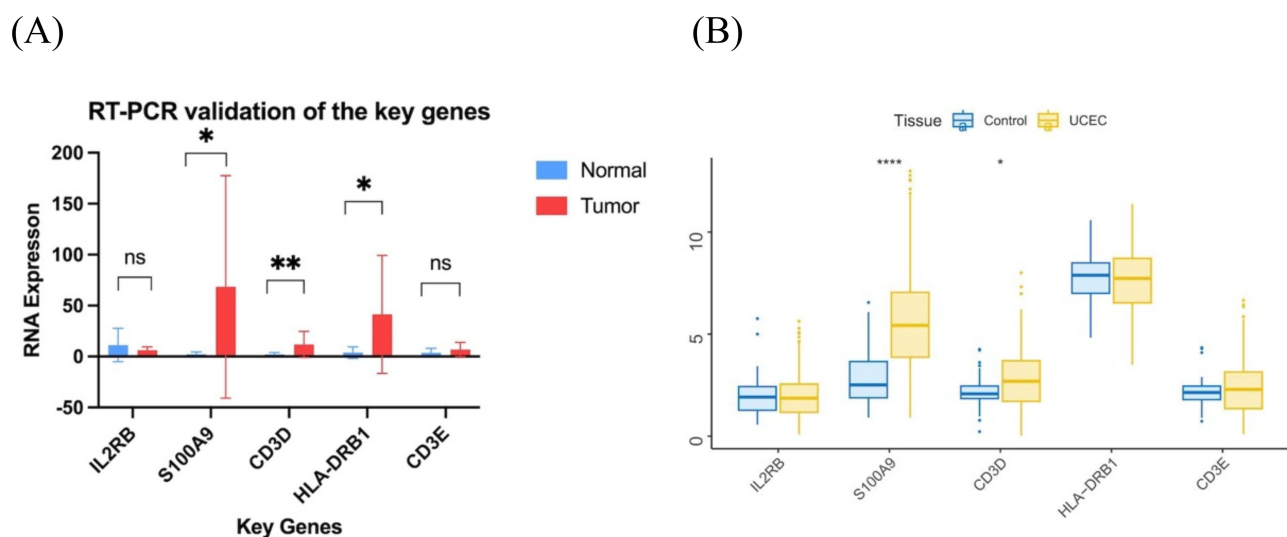 (A)
RT-PCR validation of the key genes
RNA Expresson
200
150
100
50
0
-50
ns
*
**
*
ns
IL2RB
S100A9
CD3D
HLA-DRB1
CD3E
Key Genes
Normal
Tumor
(B)
Tissue Control UCEC
****
*
10
5
0
IL2RB
S100A9
CD3D
HLA−DRB1
CD3E